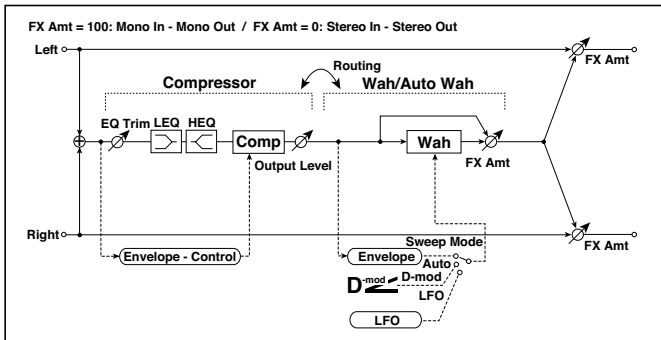 FX Amt = 100: Mono In - Mono Out / FX Amt = 0: Stereo In - Stereo Out
Left
FX Amt
Routing
Compressor
Wah/Auto Wah
EQ Trim
LEQ
HEQ
Comp
Output Level
Wah
FX Amt
Right
FX Amt
Envelope - Control
Envelope
Sweep Mode
Auto
D-mod
D-mod
LFO
LFO